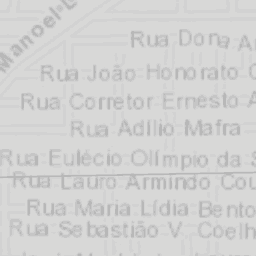 Manoel
Rua Dona
Rua João Honorato
Rua Corretor Ernesto
Rua Adílio Mafra
Rua Eulécio Olímpio da
Rua Lauro Armindo
Rua Maria Lídia Bento
Rua Sebastião V. Coelh